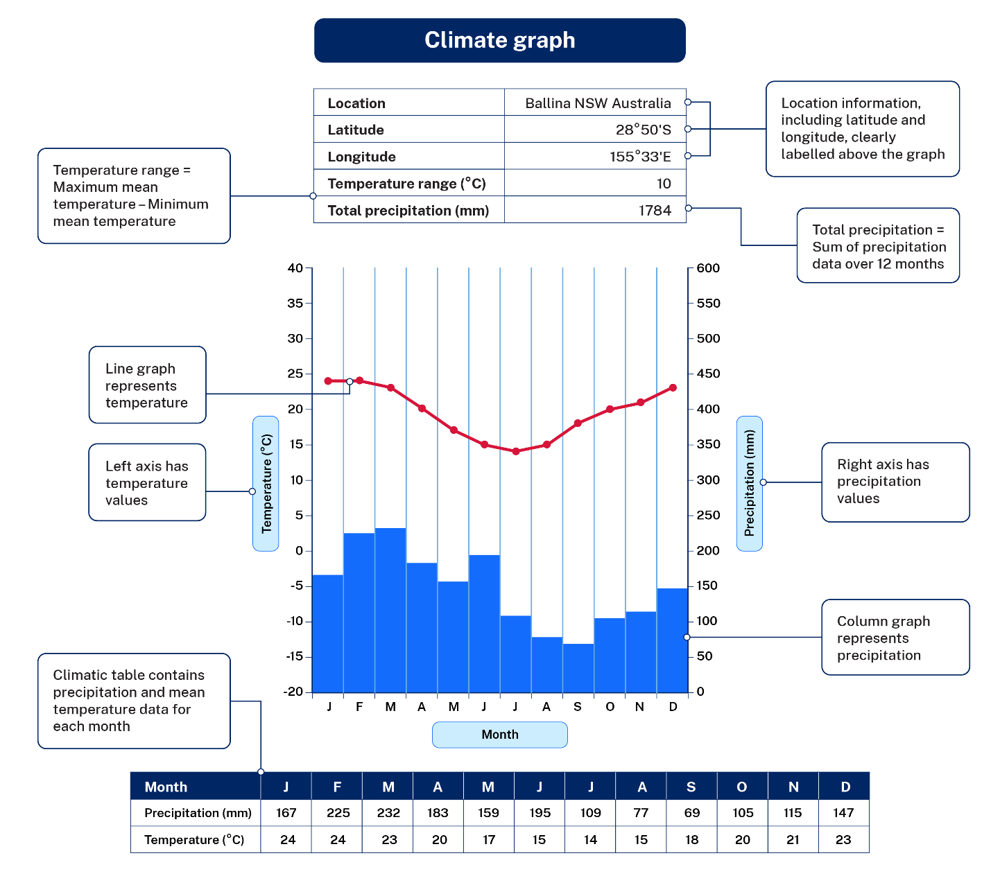 Climate graph
Location Ballina NSW Australia
Latitude 28°50'S
Longitude 155°33'E
Temperature range (°C) 10
Total precipitation (mm) 1784
Location information,
including latitude and
longitude, clearly
labelled above the graph
Temperature range =
Maximum mean
temperature – Minimum
mean temperature
Total precipitation =
Sum of precipitation
data over 12 months
40
35
30
25
20
15
10
5
0
-5
-10
-15
-20
600
550
500
450
400
350
300
250
200
150
100
50
0
Line graph
represents
temperature
Left axis has
temperature
values
Temperature (°C)
Precipitation (mm)
Right axis has
precipitation
values
Column graph
represents
precipitation
J F M A M J J A S O N D
Month
Climatic table contains
precipitation and mean
temperature data for
each month
Month J F M A M J J A S O N D
Precipitation (mm) 167 225 232 183 159 195 109 77 69 105 115 147
Temperature (°C) 24 24 23 20 17 15 14 15 18 20 21 23